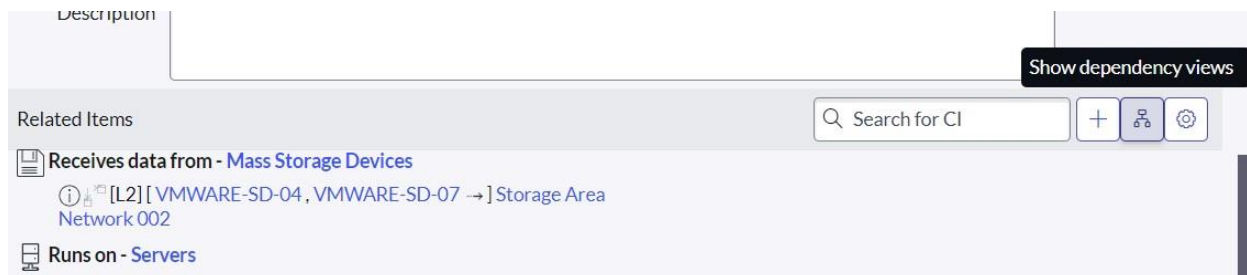 Description
Show dependency views
Related Items
Search for CI
Receives data from - Mass Storage Devices
[L2] [ VMWARE-SD-04 , VMWARE-SD-07 → ] Storage Area
Network 002
Runs on - Servers